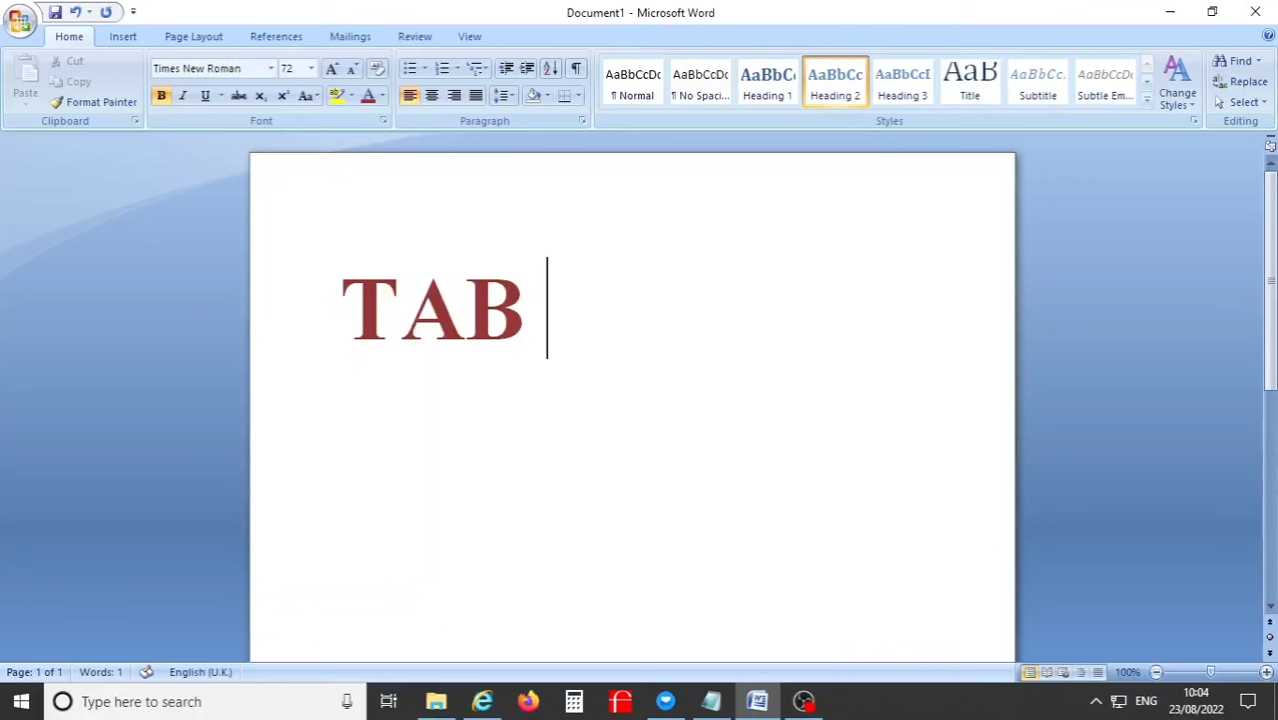 Document1 - Microsoft Word
Home Insert Page Layout References Mailings Review View
Paste
Cut
Copy
Format Painter
Clipboard
Times New Roman 72
Font
Paragraph
AaBbCcDc AaBbCcDc AaBbC AaBbCc AaBbCcI AaB AaBbCc. AaBbCcDc
¶ Normal ¶ No Spaci... Heading 1 Heading 2 Heading 3 Title Subtitle Subtle Em...
Change
Styles
Styles
Find
Replace
Select
Editing
TAB
Page: 1 of 1 Words: 1 English (U.K.) 100%
Type here to search
ENG
10:04
23/08/2022